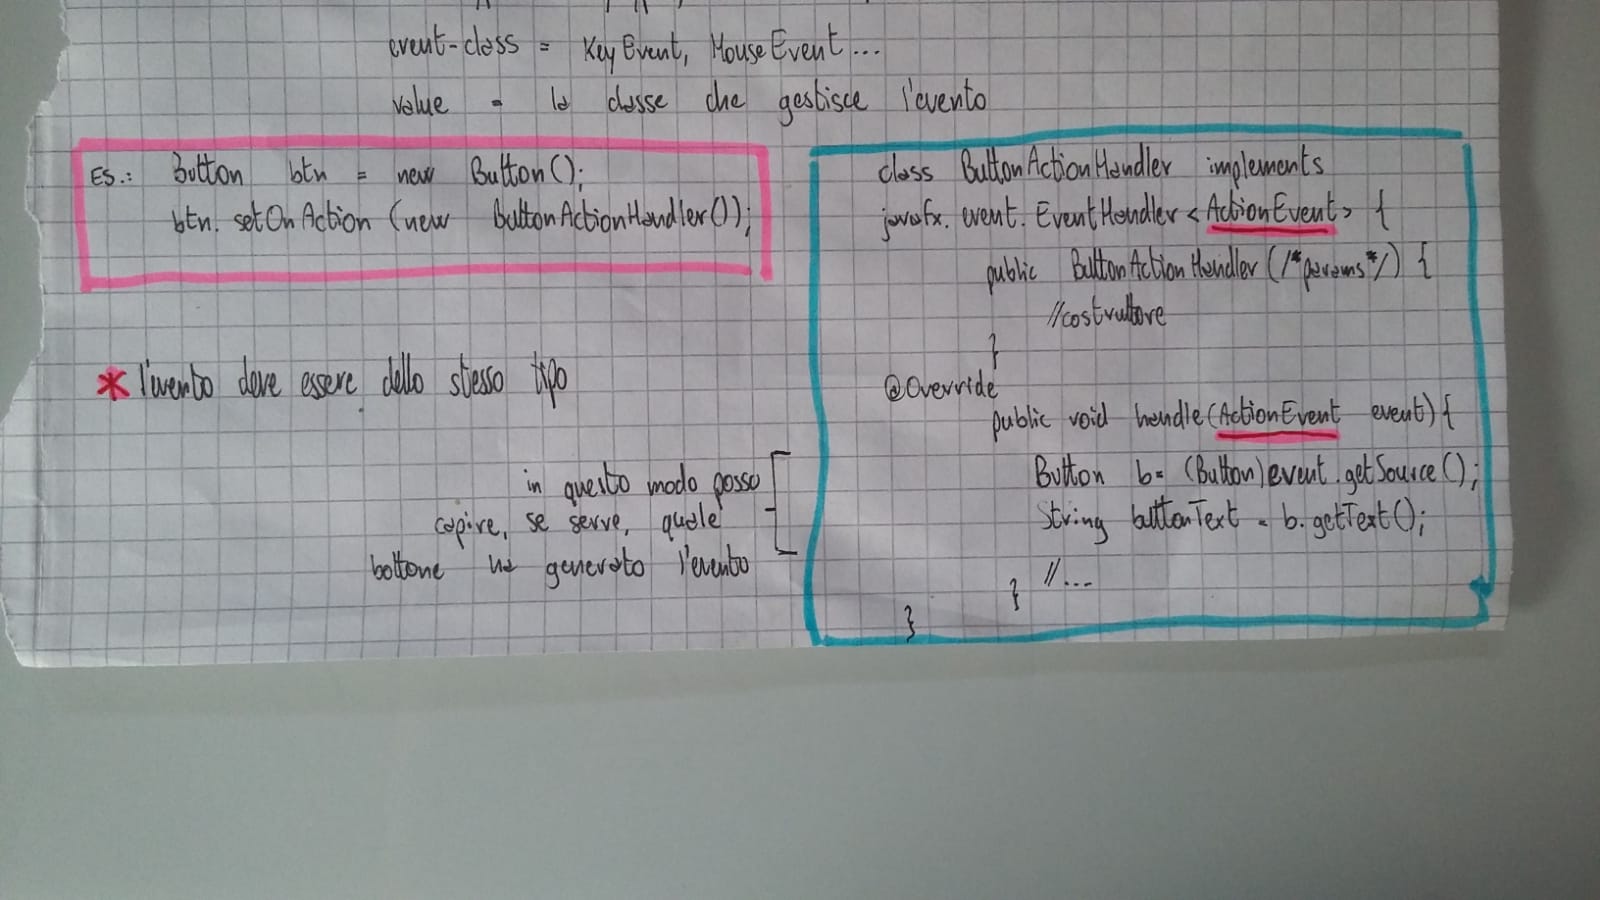 event-class = KeyEvent, MouseEvent...
value = la classe che gestisce l'evento
Es.: Button btn = new Button();
btn.setOnAction (new ButtonActionHandler());
* l'evento deve essere dello stesso tipo
in questo modo posso
capire, se serve, quale
bottone ha generato l'evento
class ButtonActionHandler implements
javafx.event.EventHandler<ActionEvent> {
public ButtonActionHandler(/*params*/) {
//costruttore
}
@Override
public void handle(ActionEvent event){
Button b= (Button)event.getSource();
String buttonText = b.getText();
//...
}
}